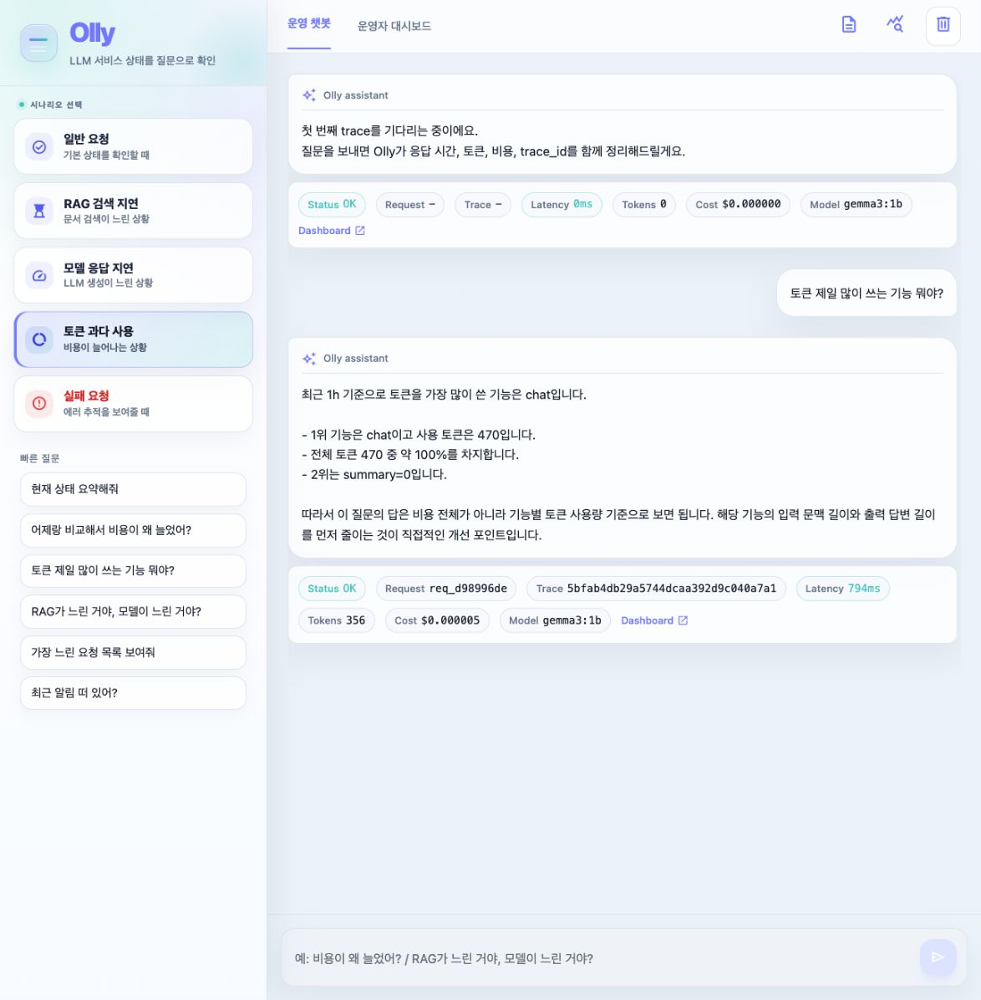 Olly
LLM 서비스 상태를 질문으로 확인
시나리오 선택
일반 요청
기본 상태를 확인할 때
RAG 검색 지연
문서 검색이 느린 상황
모델 응답 지연
LLM 생성이 느린 상황
토큰 과다 사용
비용이 늘어나는 상황
실패 요청
에러 추적을 보여줄 때
빠른 질문
현재 상태 요약해줘
어제랑 비교해서 비용이 왜 늘었어?
토큰 제일 많이 쓰는 기능 뭐야?
RAG가 느린 거야, 모델이 느린 거야?
가장 느린 요청 목록 보여줘
최근 알림 떠 있어?
운영 챗봇
운영자 대시보드
Olly assistant
첫 번째 trace를 기다리는 중이에요.
질문을 보내면 Olly가 응답 시간, 토큰, 비용, trace_id를 함께 정리해드릴게요.
Status OK Request – Trace – Latency 0ms Tokens 0 Cost $0.000000 Model gemma3:1b
Dashboard
토큰 제일 많이 쓰는 기능 뭐야?
Olly assistant
최근 1h 기준으로 토큰을 가장 많이 쓴 기능은 chat입니다.
- 1위 기능은 chat이고 사용 토큰은 470입니다.
- 전체 토큰 470 중 약 100%를 차지합니다.
- 2위는 summary=0입니다.
따라서 이 질문의 답은 비용 전체가 아니라 기능별 토큰 사용량 기준으로 보면 됩니다. 해당 기능의 입력 문맥 길이와 출력 답변 길이
를 먼저 줄이는 것이 직접적인 개선 포인트입니다.
Status OK Request req_d98996de Trace 5bfab4db29a5744dcaa392d9c040a7a1 Latency 794ms
Tokens 356 Cost $0.000005 Model gemma3:1b Dashboard
예: 비용이 왜 늘었어? / RAG가 느린 거야, 모델이 느린 거야?